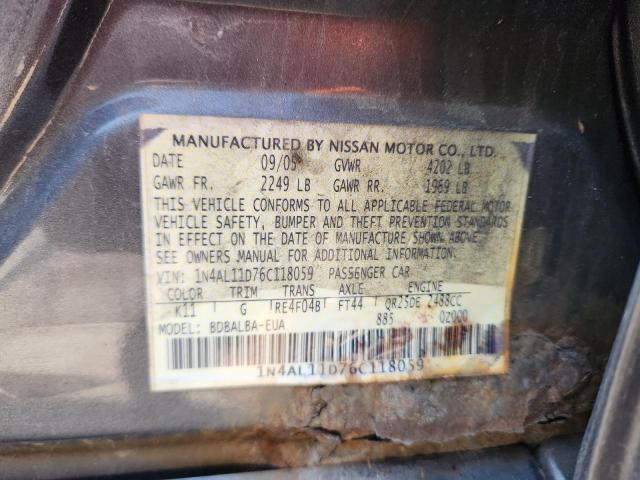 MANUFACTURED BY NISSAN MOTOR CO., LTD.
DATE 09/05 GVWR 4202 LB
GAWR FR. 2249 LB GAWR RR. 1969 LB
THIS VEHICLE CONFORMS TO ALL APPLICABLE FEDERAL MOTOR
VEHICLE SAFETY, BUMPER AND THEFT PREVENTION STANDARDS
IN EFFECT ON THE DATE OF MANUFACTURE SHOWN ABOVE.
SEE OWNERS MANUAL FOR ADDITIONAL INFORMATION.
VIN: 1N4AL11D76C118059 PASSENGER CAR
COLOR TRIM TRANS AXLE ENGINE
K11 G RE4F04B FT44 QR25DE 2488CC
MODEL: BDBALBA-EUA 885 0Z000
1N4AL11D76C118059